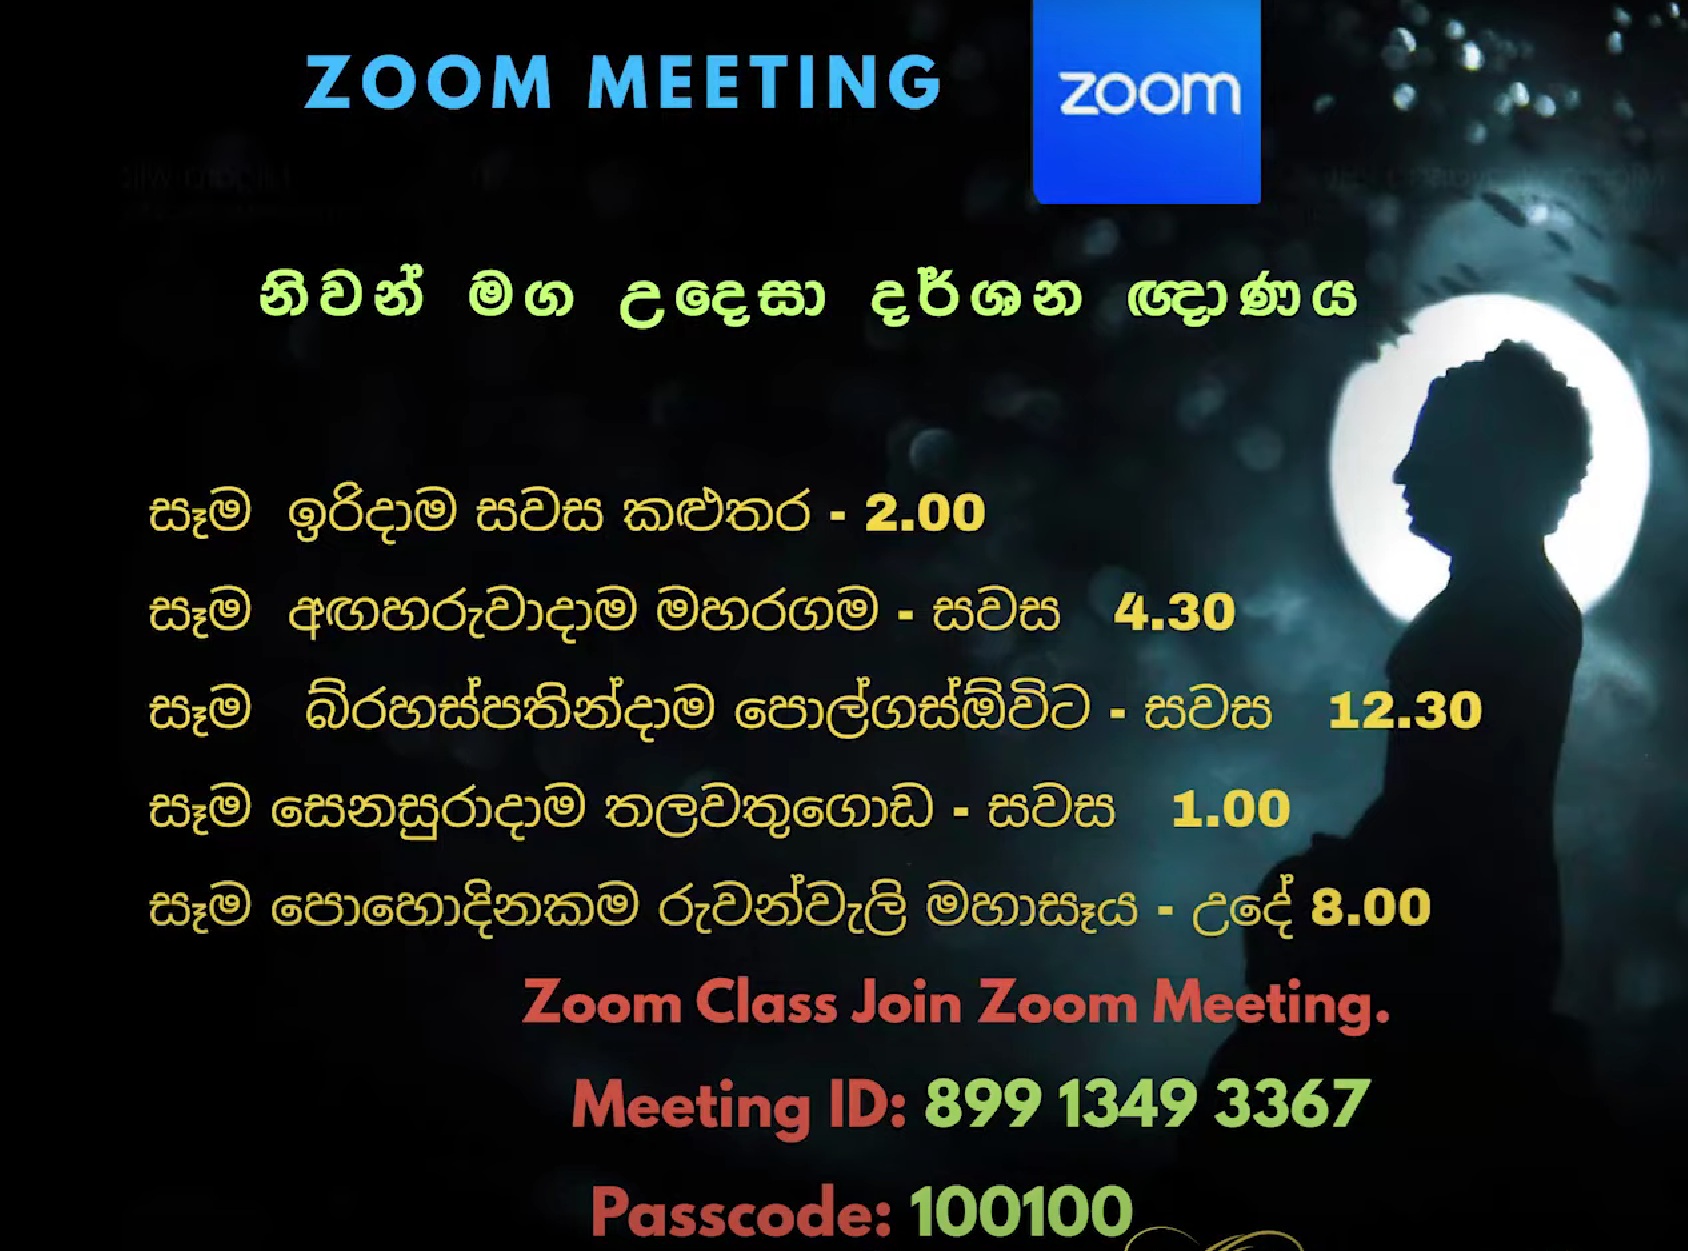 ZOOM MEETING
zoom
නිවන් මග උදෙසා දර්ශන ඥාණය
සෑම ඉරිදාම සවස කළුතර - 2.00
සෑම අඟහරුවාදාම මහරගම - සවස 4.30
සෑම බ්රහස්පතින්දාම පොල්ගස්ඕවිට - සවස 12.30
සෑම සෙනසුරාදාම තලවතුගොඩ - සවස 1.00
සෑම පොහොදිනකම රුවන්වැලි මහාසෑය - උදේ 8.00
Zoom Class Join Zoom Meeting.
Meeting ID: 899 1349 3367
Passcode: 100100